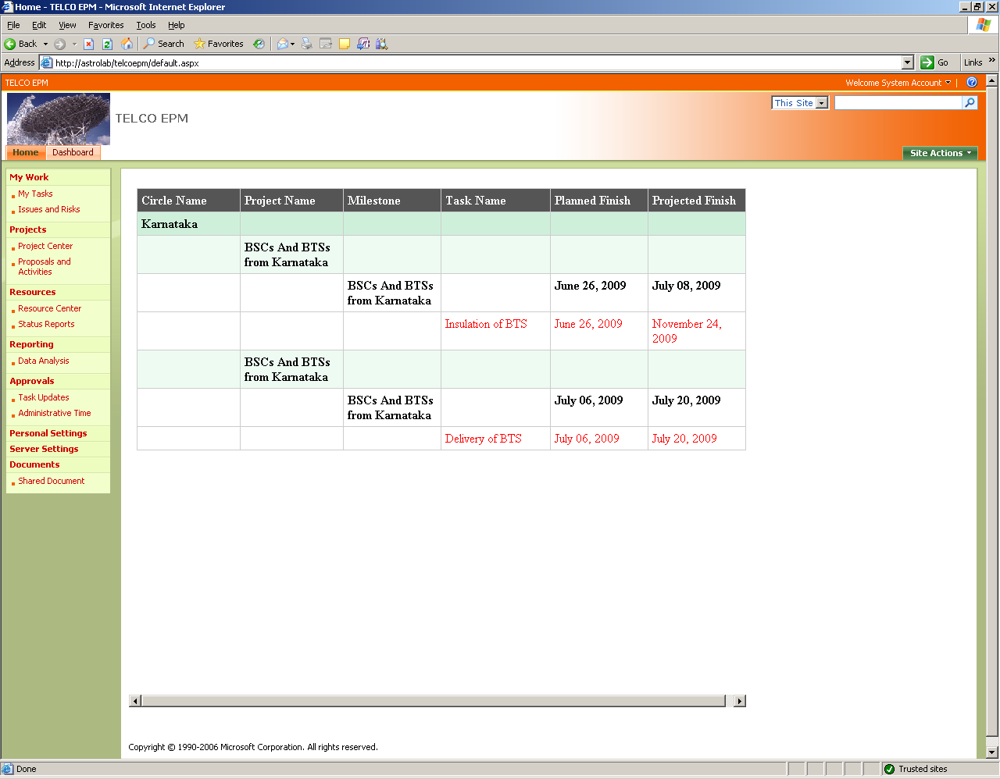 Home - TELCO EPM - Microsoft Internet Explorer
File Edit View Favorites Tools Help
Back Search Favorites
Address http://astrolab/telcoepm/default.aspx Go Links »
TELCO EPM Welcome System Account
This Site
TELCO EPM
Home Dashboard Site Actions
My Work
My Tasks
Issues and Risks
Projects
Project Center
Proposals and
Activities
Resources
Resource Center
Status Reports
Reporting
Data Analysis
Approvals
Task Updates
Administrative Time
Personal Settings
Server Settings
Documents
Shared Document
Circle Name Project Name Milestone Task Name Planned Finish Projected Finish
Karnataka
BSCs And BTSs
from Karnataka
BSCs And BTSs June 26, 2009 July 08, 2009
from Karnataka
Insulation of BTS June 26, 2009 November 24,
2009
BSCs And BTSs
from Karnataka
BSCs And BTSs July 06, 2009 July 20, 2009
from Karnataka
Delivery of BTS July 06, 2009 July 20, 2009
Copyright © 1990-2006 Microsoft Corporation. All rights reserved.
Done Trusted sites